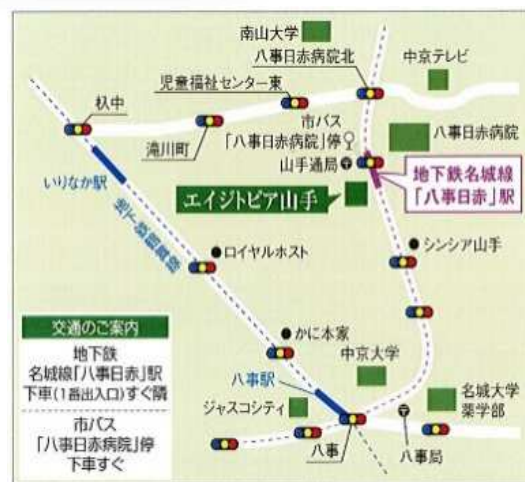 南山大学
八事日赤病院北
中京テレビ
児童福祉センター東
杁中
滝川町
市バス
「八事日赤病院」停
八事日赤病院
山手通局
地下鉄名城線
「八事日赤」駅
いりなか駅
エイジトピア山手
地下鉄鶴舞線
ロイヤルホスト
シンシア山手
交通のご案内
地下鉄
名城線「八事日赤」駅
下車(1番出入口)すぐ隣
市バス
「八事日赤病院」停
下車すぐ
かに本家
中京大学
八事駅
ジャスコシティ
名城大学
薬学部
八事
八事局